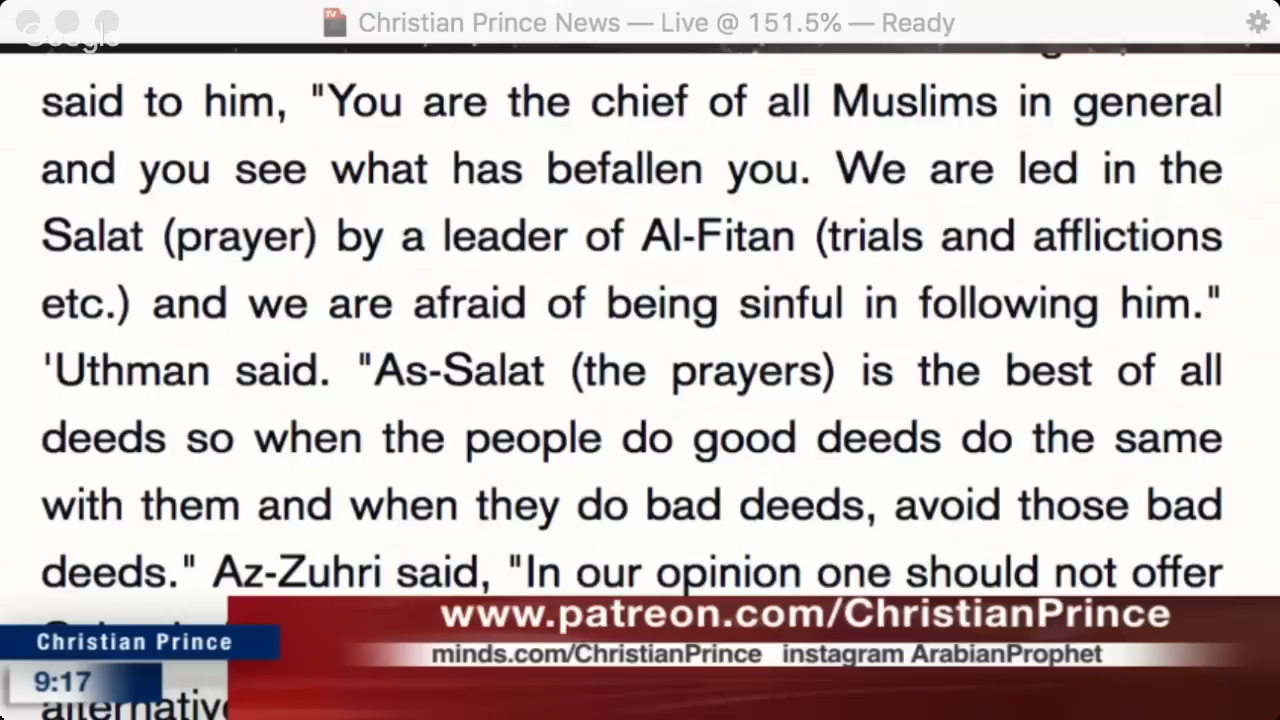 Christian Prince News — Live @ 151.5% — Ready
Google
said to him, "You are the chief of all Muslims in general
and you see what has befallen you. We are led in the
Salat (prayer) by a leader of Al-Fitan (trials and afflictions
etc.) and we are afraid of being sinful in following him."
'Uthman said. "As-Salat (the prayers) is the best of all
deeds so when the people do good deeds do the same
with them and when they do bad deeds, avoid those bad
deeds." Az-Zuhri said, "In our opinion one should not offer
www.patreon.com/ChristianPrince
Christian Prince
minds.com/ChristianPrince instagram ArabianProphet
9:17